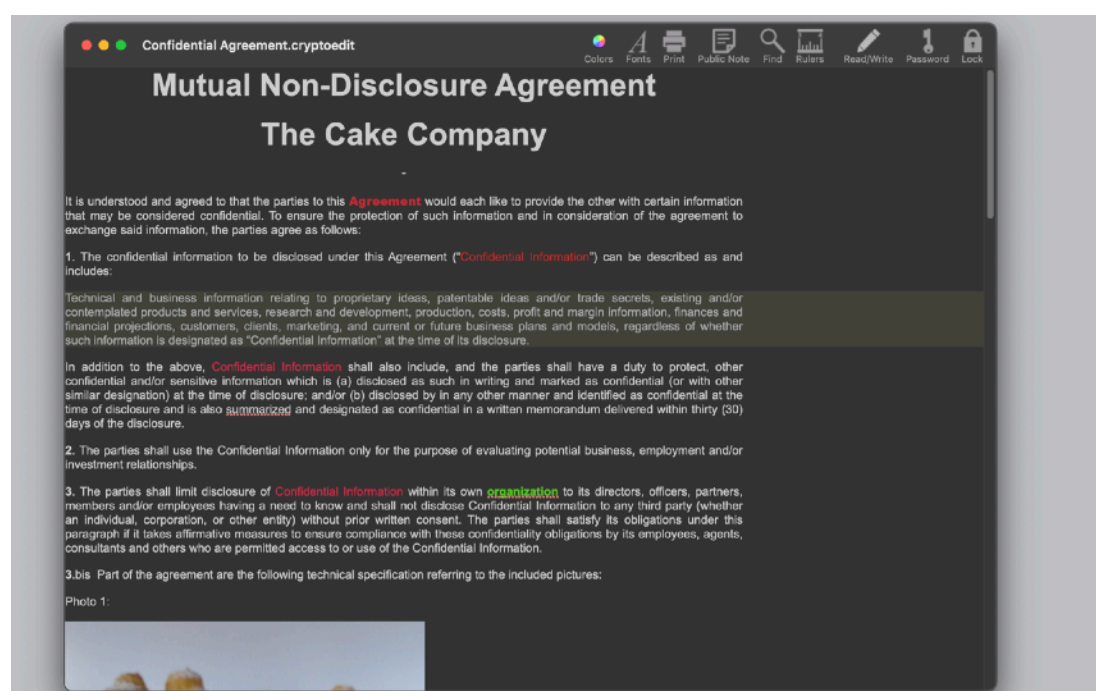 Confidential Agreement.cryptoedit
Colors Fonts Print Public Note Find Rulers Read/Write Password Lock
Mutual Non-Disclosure Agreement
The Cake Company
-
It is understood and agreed to that the parties to this Agreement would each like to provide the other with certain information
that may be considered confidential. To ensure the protection of such information and in consideration of the agreement to
exchange said information, the parties agree as follows:
1. The confidential information to be disclosed under this Agreement ("Confidential Information") can be described as and
includes:
Technical and business information relating to proprietary ideas, patentable ideas and/or trade secrets, existing and/or
contemplated products and services, research and development, production, costs, profit and margin information, finances and
financial projections, customers, clients, marketing, and current or future business plans and models, regardless of whether
such information is designated as "Confidential Information" at the time of its disclosure.
In addition to the above, Confidential Information shall also include, and the parties shall have a duty to protect, other
confidential and/or sensitive information which is (a) disclosed as such in writing and marked as confidential (or with other
similar designation) at the time of disclosure; and/or (b) disclosed by in any other manner and identified as confidential at the
time of disclosure and is also summarized and designated as confidential in a written memorandum delivered within thirty (30)
days of the disclosure.
2. The parties shall use the Confidential Information only for the purpose of evaluating potential business, employment and/or
investment relationships.
3. The parties shall limit disclosure of Confidential Information within its own organization to its directors, officers, partners,
members and/or employees having a need to know and shall not disclose Confidential Information to any third party (whether
an individual, corporation, or other entity) without prior written consent. The parties shall satisfy its obligations under this
paragraph if it takes affirmative measures to ensure compliance with these confidentiality obligations by its employees, agents,
consultants and others who are permitted access to or use of the Confidential Information.
3.bis Part of the agreement are the following technical specification referring to the included pictures:
Photo 1: